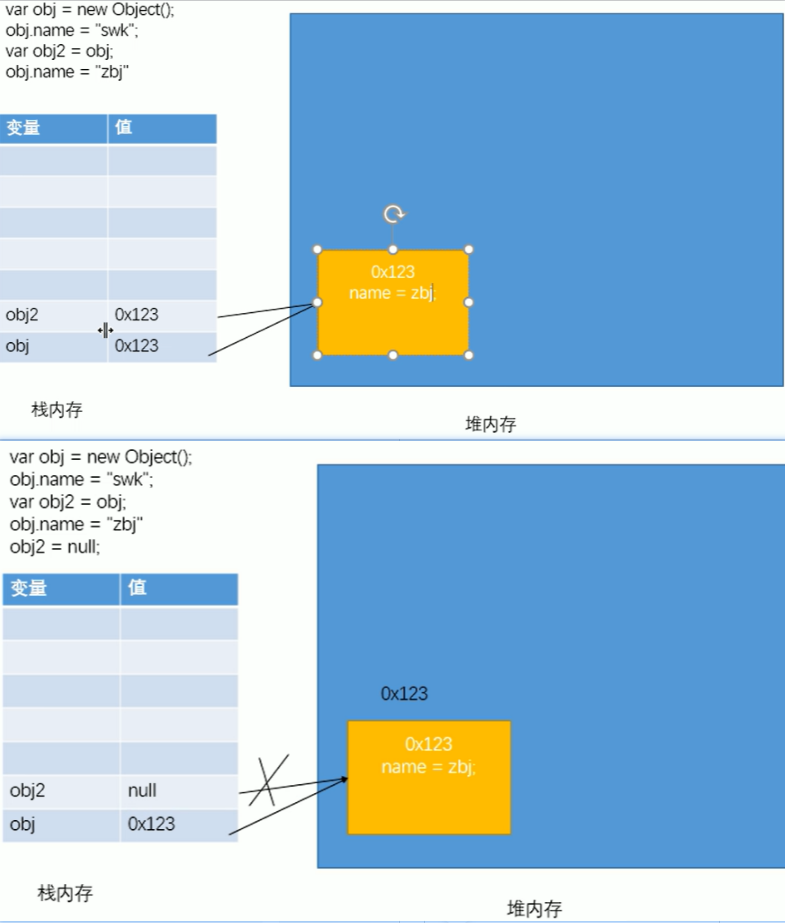 var obj = new Object();
obj.name = "swk";
var obj2 = obj;
obj.name = "zbj"
变量 值
obj2 0x123
obj 0x123
0x123
name = zbj;
栈内存
堆内存
var obj = new Object();
obj.name = "swk";
var obj2 = obj;
obj.name = "zbj"
obj2 = null;
变量 值
obj2 null
obj 0x123
0x123
0x123
name = zbj;
栈内存
堆内存